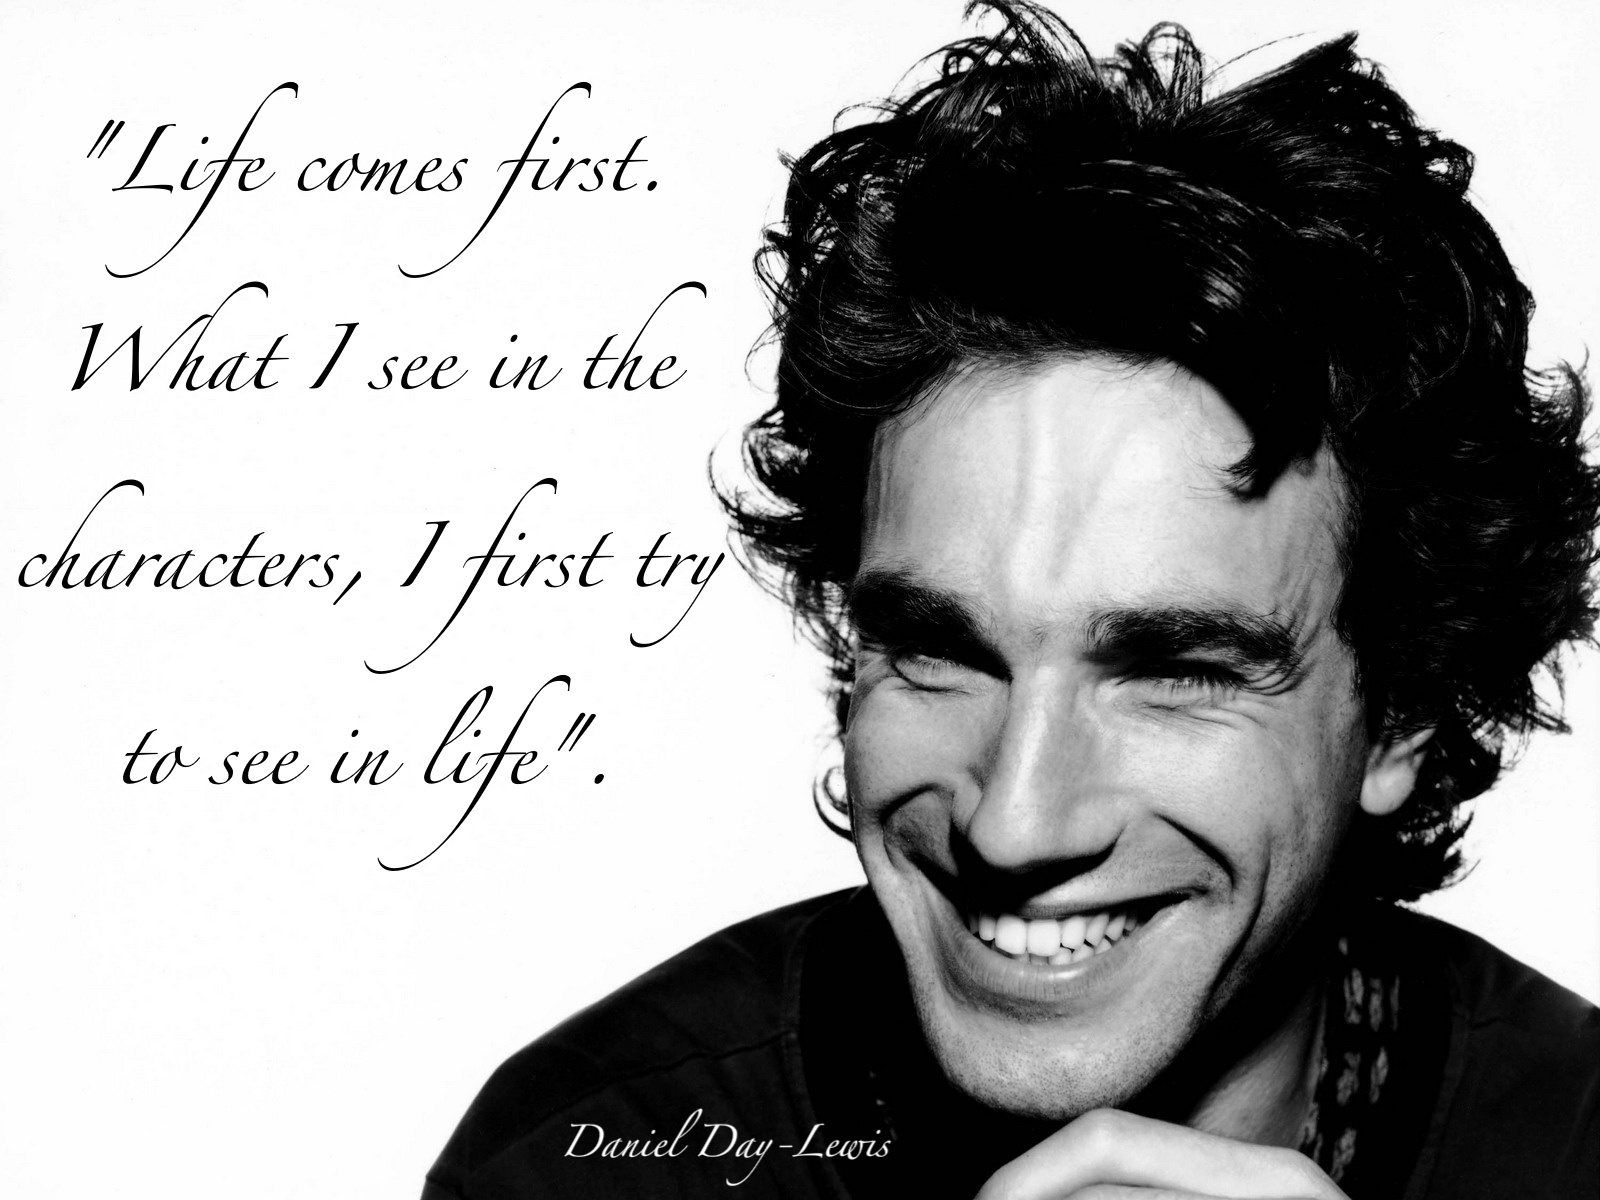 "Life comes first.
What I see in the
characters, I first try
to see in life".
Daniel Day-Lewis